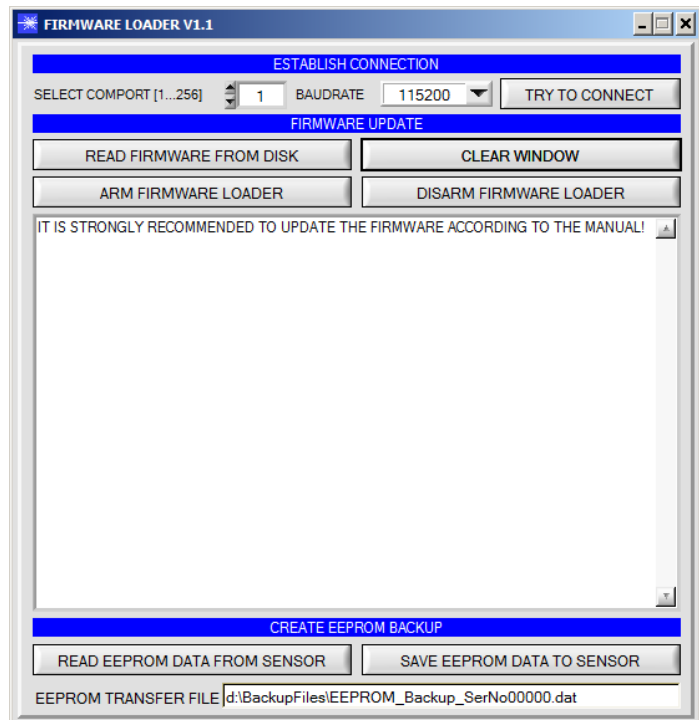 FIRMWARE LOADER V1.1
ESTABLISH CONNECTION
SELECT COMPORT [1...256] 1 BAUDRATE 115200 TRY TO CONNECT
FIRMWARE UPDATE
READ FIRMWARE FROM DISK CLEAR WINDOW
ARM FIRMWARE LOADER DISARM FIRMWARE LOADER
IT IS STRONGLY RECOMMENDED TO UPDATE THE FIRMWARE ACCORDING TO THE MANUAL!
CREATE EEPROM BACKUP
READ EEPROM DATA FROM SENSOR SAVE EEPROM DATA TO SENSOR
EEPROM TRANSFER FILE d:\BackupFiles\EEPROM_Backup_SerNo00000.dat